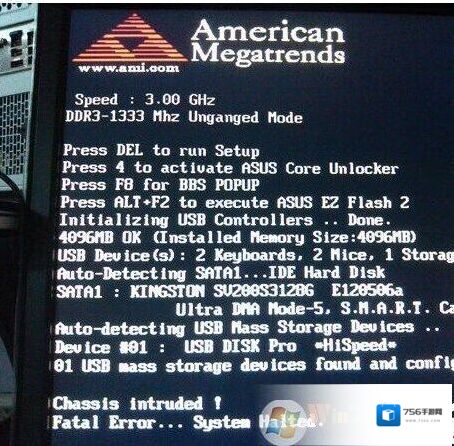 American
Megatrends
www.ami.com
Speed : 3.00 GHz
DDR3-1333 Mhz Unganged Mode
Press DEL to run Setup
Press 4 to activate ASUS Core Unlocker
Press F8 for BBS POPUP
Press ALT+F2 to execute ASUS EZ Flash 2
Initializing USB Controllers .. Done.
4096MB OK (Installed Memory Size:4096MB)
USB Device(s): 2 Keyboards, 2 Mice, 1 Storag
Auto-Detecting SATA1...IDE Hard Disk
SATA1 : KINGSTON SV200S3128G E120506a
Ultra DMA Mode-5, S.M.A.R.T. Ca
Auto-detecting USB Mass Storage Devices ..
Device #01 : USB DISK Pro *HiSpeed*
01 USB mass storage devices found and config
Chassis intruded !
Fatal Error... System Halted.
756手游网